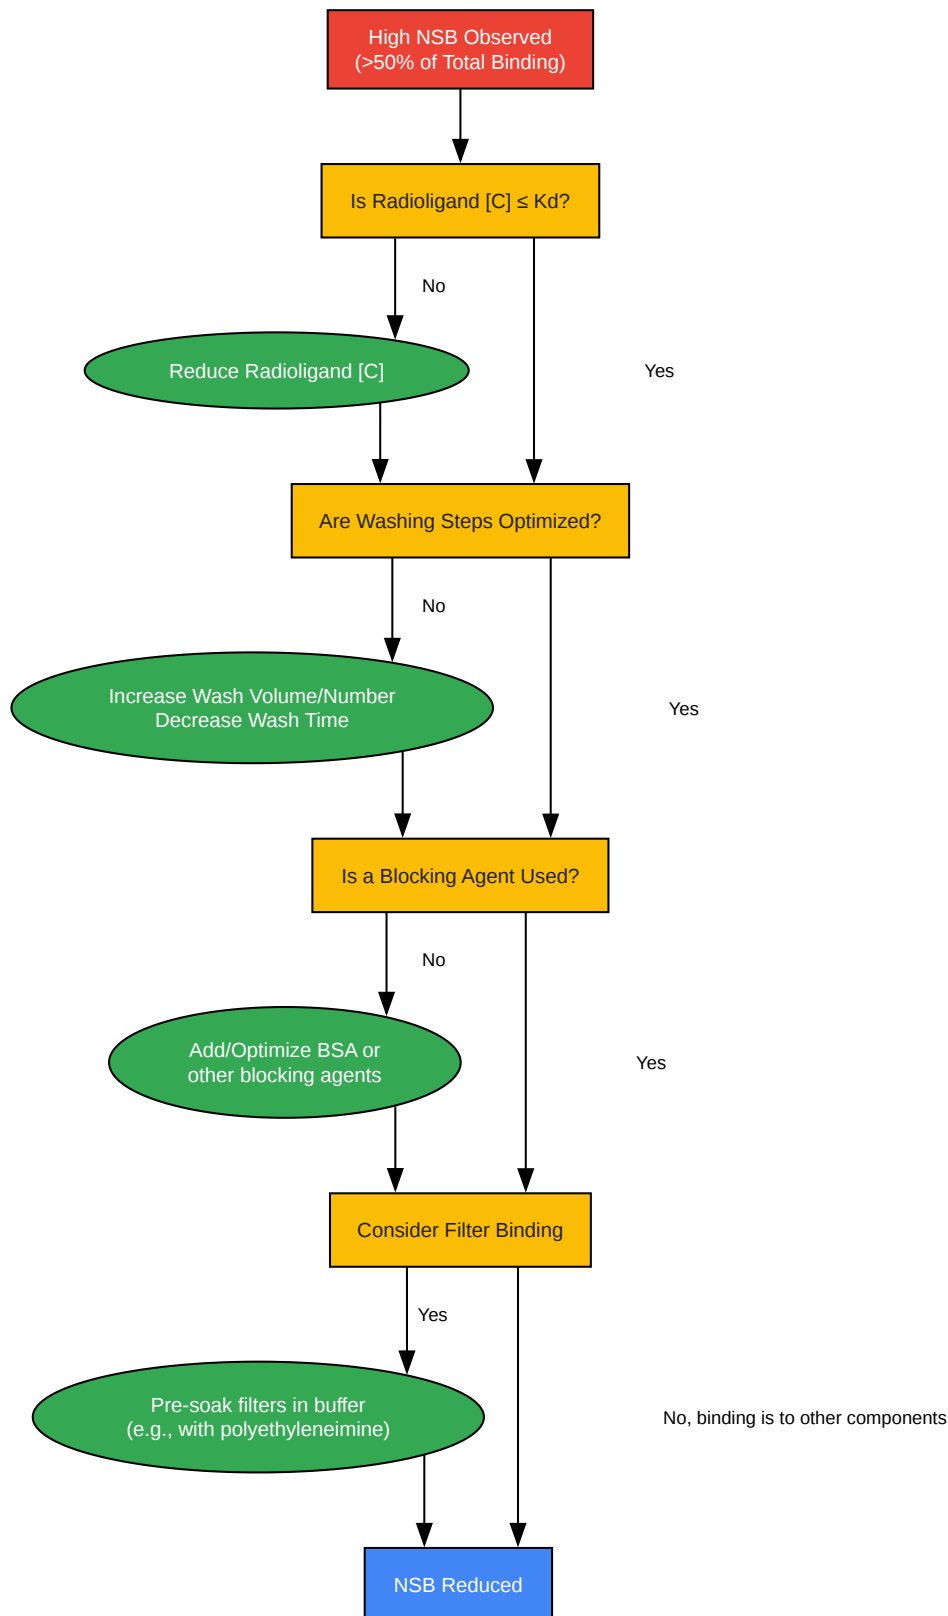 High NSB Observed
(>50% of Total Binding)
Is Radioligand [C] ≤ Kd?
No
Reduce Radioligand [C]
Yes
Are Washing Steps Optimized?
No
Increase Wash Volume/Number
Decrease Wash Time
Yes
Is a Blocking Agent Used?
No
Add/Optimize BSA or
other blocking agents
Yes
Consider Filter Binding
Yes
Pre-soak filters in buffer
(e.g., with polyethyleneimine)
No, binding is to other components
NSB Reduced